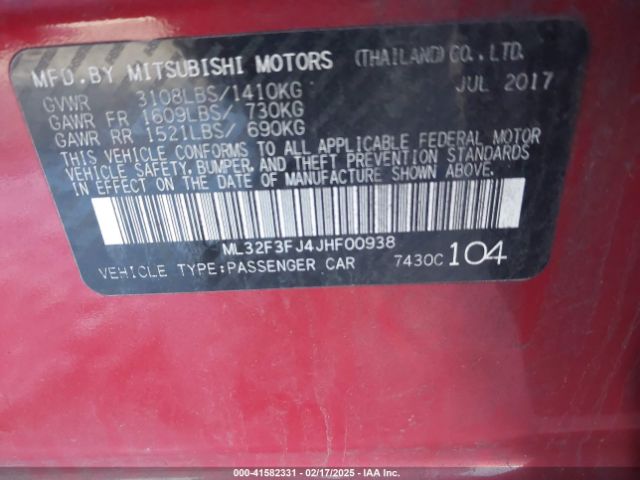 MFD.BY MITSUBISHI MOTORS (THAILAND) CO.,LTD.
JUL 2017
GVWR 3108LBS/1410KG
GAWR FR 1609LBS/ 730KG
GAWR RR 1521LBS/ 690KG
THIS VEHICLE CONFORMS TO ALL APPLICABLE FEDERAL MOTOR
VEHICLE SAFETY, BUMPER, AND THEFT PREVENTION STANDARDS
IN EFFECT ON THE DATE OF MANUFACTURE SHOWN ABOVE.
ML32F3FJ4JHF00938
VEHICLE TYPE:PASSENGER CAR 7430C 104
000-41582331 - 02/17/2025 - IAA Inc.